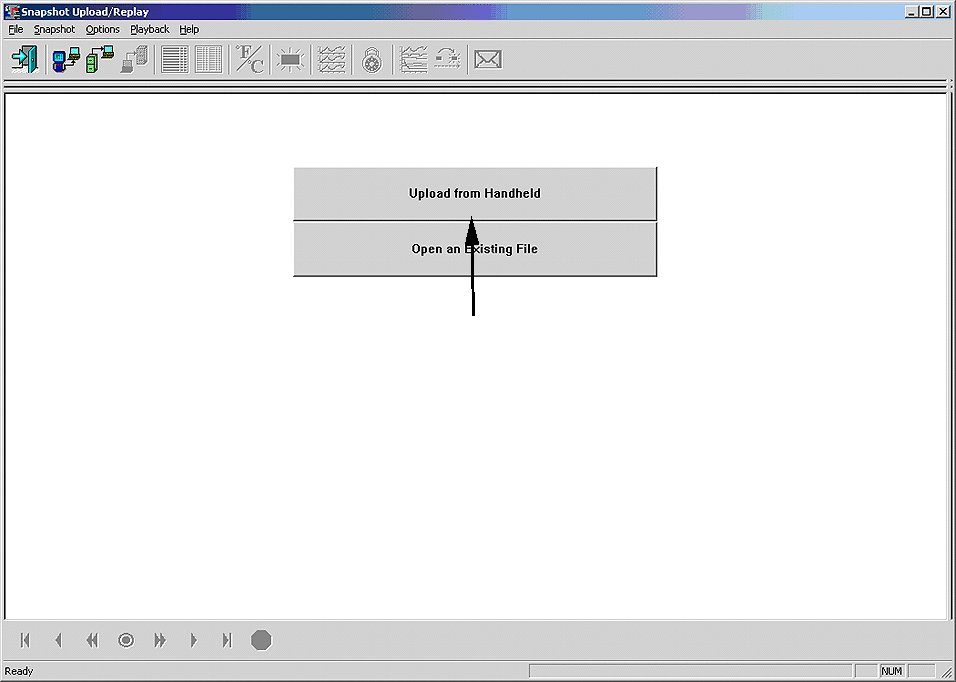 Snapshot Upload/Replay
File Snapshot Options Playback Help
°F/C
Upload from Handheld
Open an Existing File
Ready
NUM